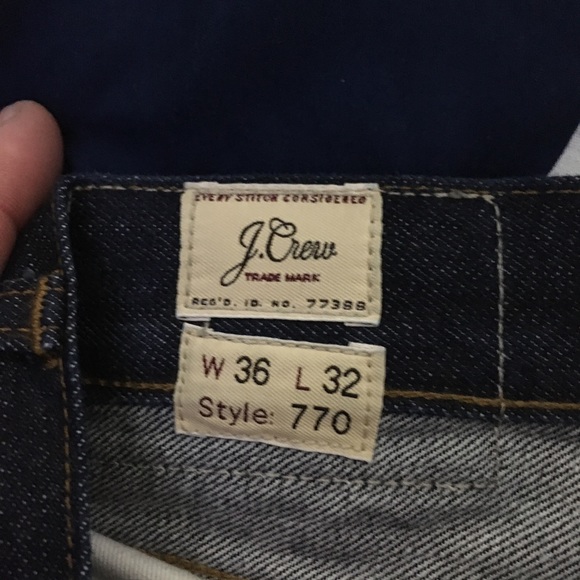 EVERY STITCH CONSIDERED
J.Crew
TRADE MARK
REG'D. ID. NO. 77388
W 36 L 32
Style: 770